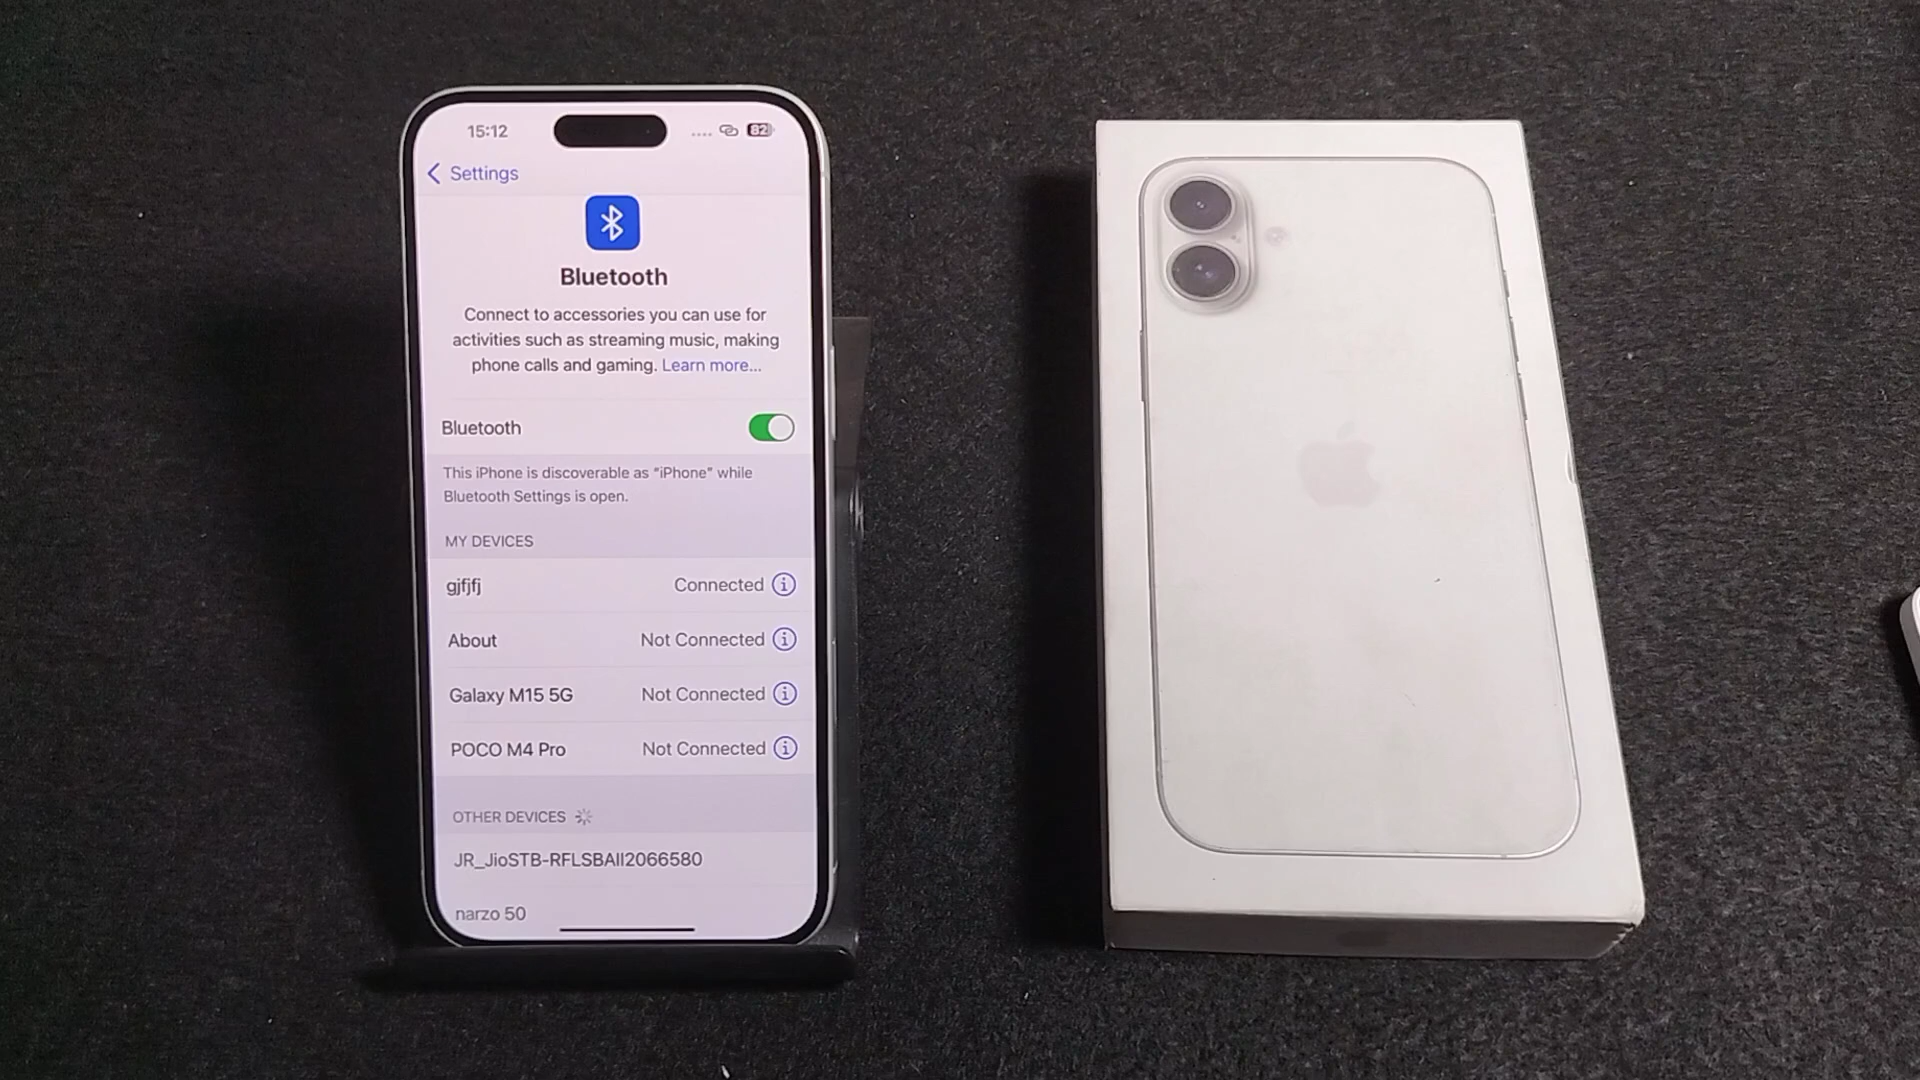 15:12
82
Settings
Bluetooth
Connect to accessories you can use for
activities such as streaming music, making
phone calls and gaming. Learn more...
Bluetooth
This iPhone is discoverable as "iPhone" while
Bluetooth Settings is open.
MY DEVICES
gjfjfj Connected
About Not Connected
Galaxy M15 5G Not Connected
POCO M4 Pro Not Connected
OTHER DEVICES
JR_JioSTB-RFLSBAII2066580
narzo 50